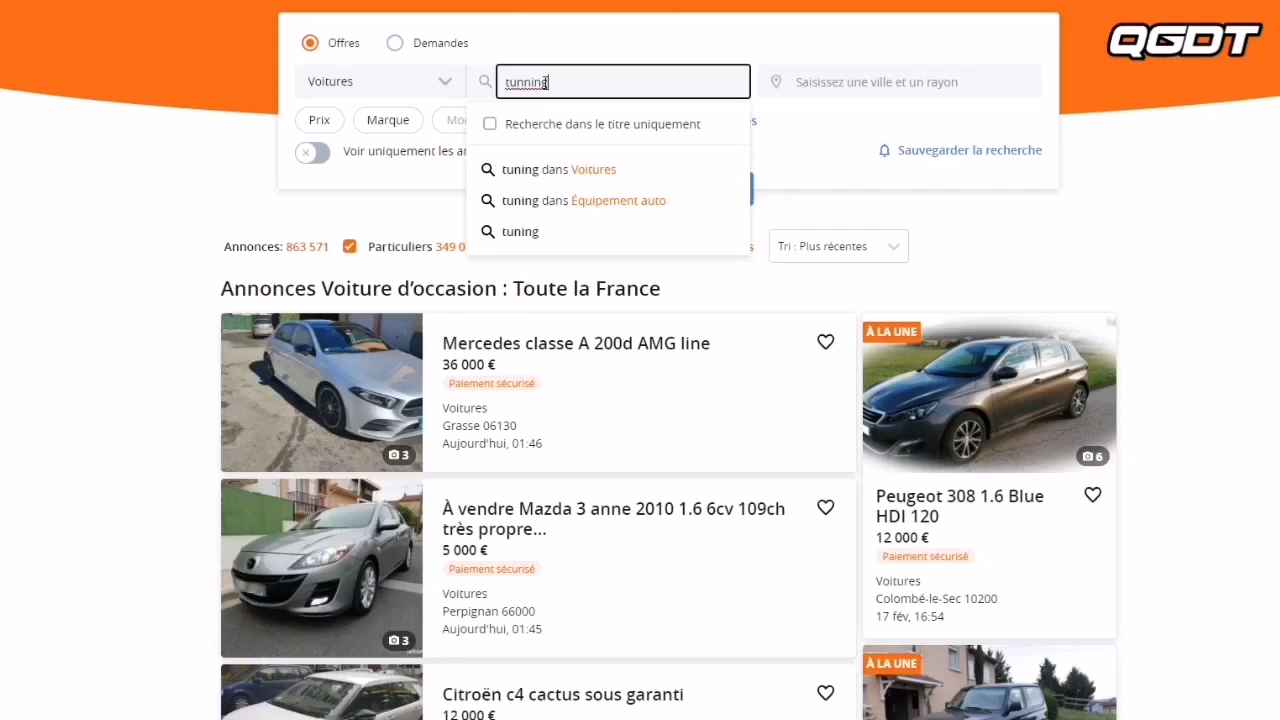 QGDT
Offres
Demandes
Voitures
tunning
Saisissez une ville et un rayon
Prix
Marque
Recherche dans le titre uniquement
Voir uniquement les
Sauvegarder la recherche
tuning dans Voitures
tuning dans Équipement auto
tuning
Annonces: 863 571
Particuliers 349
Tri : Plus récentes
Annonces Voiture d'occasion : Toute la France
Mercedes classe A 200d AMG line
36 000 €
Paiement sécurisé
Voitures
Grasse 06130
Aujourd'hui, 01:46
3
À vendre Mazda 3 anne 2010 1.6 6cv 109ch
très propre...
5 000 €
Paiement sécurisé
Voitures
Perpignan 66000
Aujourd'hui, 01:45
3
Citroën c4 cactus sous garanti
12 000 €
À LA UNE
6
Peugeot 308 1.6 Blue
HDI 120
12 000 €
Paiement sécurisé
Voitures
Colombé-le-Sec 10200
17 fév, 16:54
À LA UNE